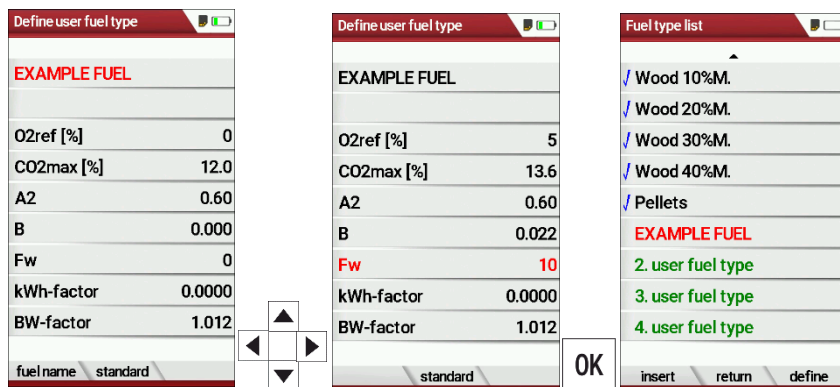 Define user fuel type
EXAMPLE FUEL
O2ref [%] 0
CO2max [%] 12.0
A2 0.60
B 0.000
Fw 0
kWh-factor 0.0000
BW-factor 1.012
fuel name standard
Define user fuel type
EXAMPLE FUEL
O2ref [%] 5
CO2max [%] 13.6
A2 0.60
B 0.022
Fw 10
kWh-factor 0.0000
BW-factor 1.012
standard
OK
Fuel type list
Wood 10%M.
Wood 20%M.
Wood 30%M.
Wood 40%M.
Pellets
EXAMPLE FUEL
2. user fuel type
3. user fuel type
4. user fuel type
insert return define